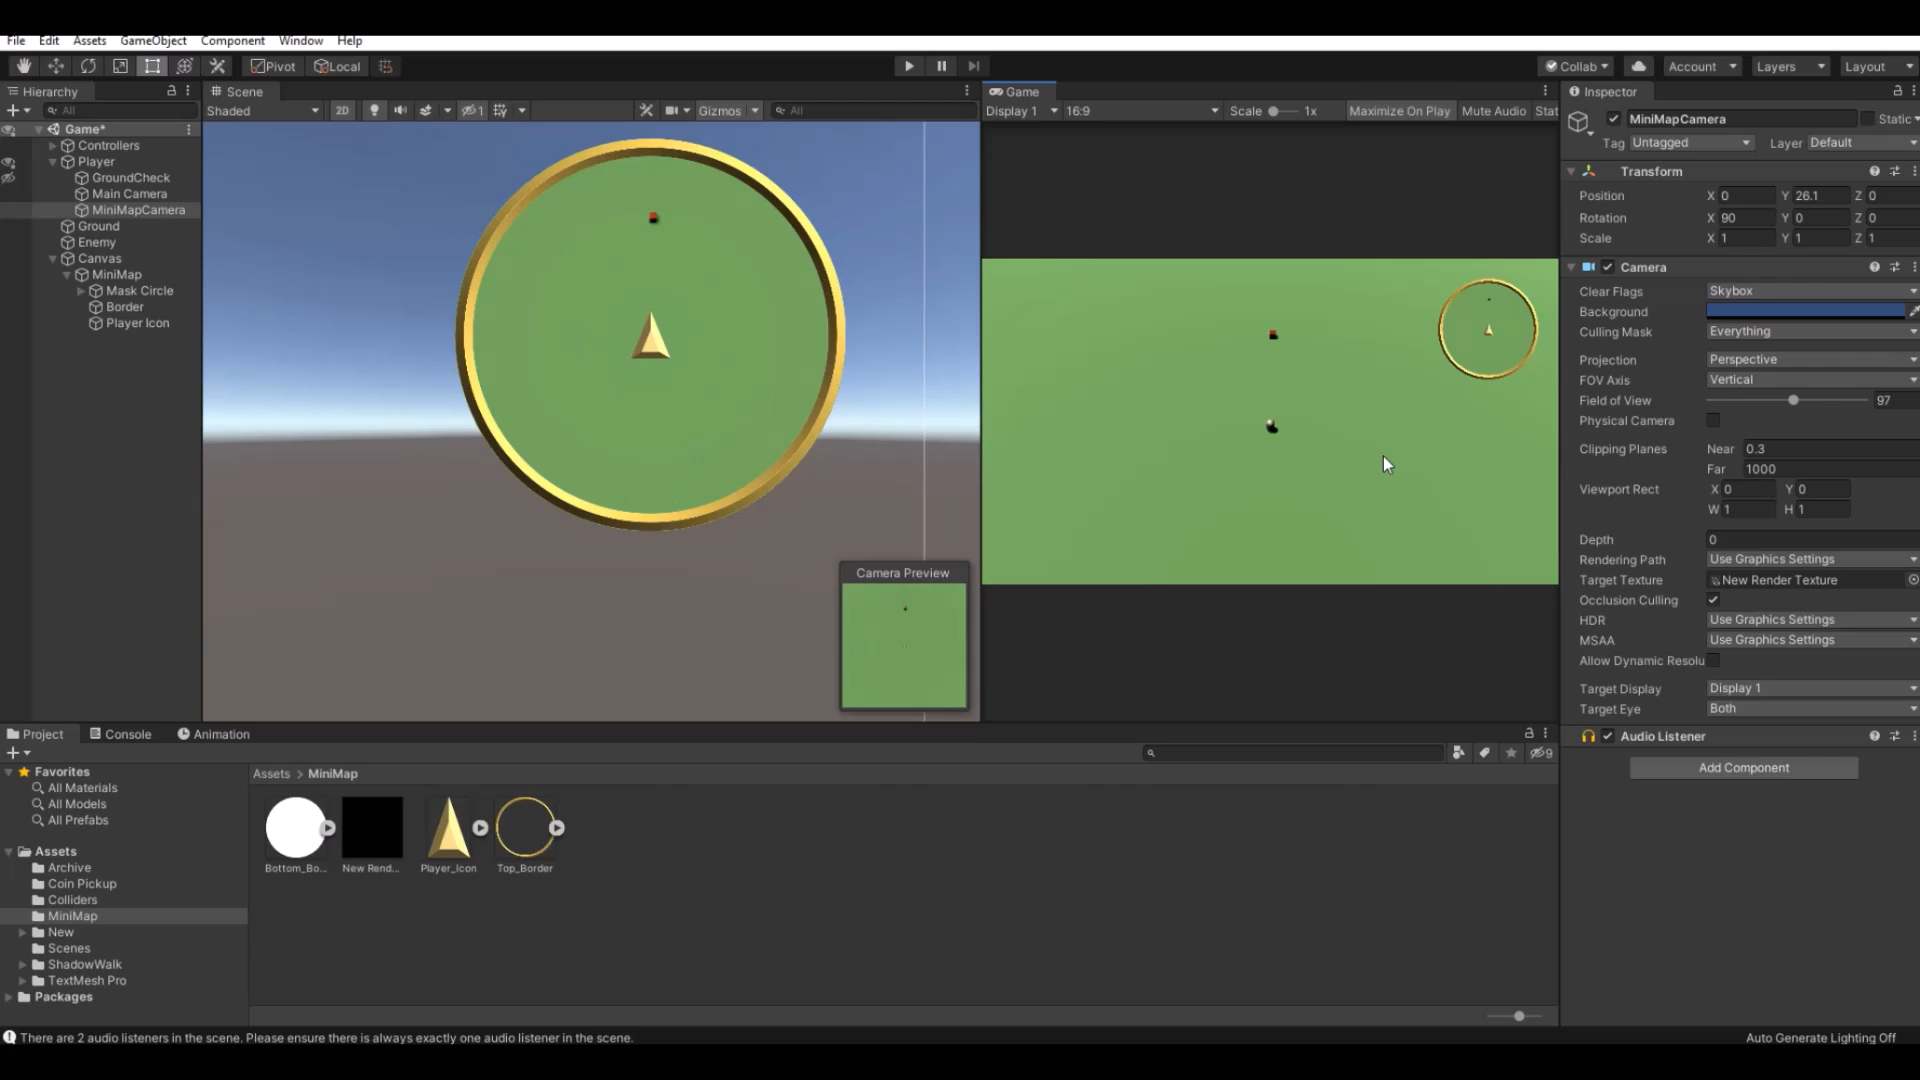 File Edit Assets GameObject Component Window Help
Pivot Local Collab Account Layers Layout
Hierarchy
All
Game*
Controllers
Player
GroundCheck
Main Camera
MiniMapCamera
Ground
Enemy
Canvas
MiniMap
Mask Circle
Border
Player Icon
Scene
Shaded 2D 1 Gizmos All
Camera Preview
Game
Display 1 16:9 Scale 1x Maximize On Play Mute Audio Stat
Inspector
MiniMapCamera Static
Tag Untagged Layer Default
Transform
Position X 0 Y 26.1 Z 0
Rotation X 90 Y 0 Z 0
Scale X 1 Y 1 Z 1
Camera
Clear Flags Skybox
Background
Culling Mask Everything
Projection Perspective
FOV Axis Vertical
Field of View 97
Physical Camera
Clipping Planes Near 0.3
Far 1000
Viewport Rect X 0 Y 0
W 1 H 1
Depth 0
Rendering Path Use Graphics Settings
Target Texture New Render Texture
Occlusion Culling
HDR Use Graphics Settings
MSAA Use Graphics Settings
Allow Dynamic Resolu
Target Display Display 1
Target Eye Both
Audio Listener
Add Component
Project Console Animation
9
Favorites
All Materials
All Models
All Prefabs
Assets
Archive
Coin Pickup
Colliders
MiniMap
New
Scenes
ShadowWalk
TextMesh Pro
Packages
Assets > MiniMap
Bottom_Bo... New Rend... Player_Icon Top_Border
There are 2 audio listeners in the scene. Please ensure there is always exactly one audio listener in the scene.
Auto Generate Lighting Off